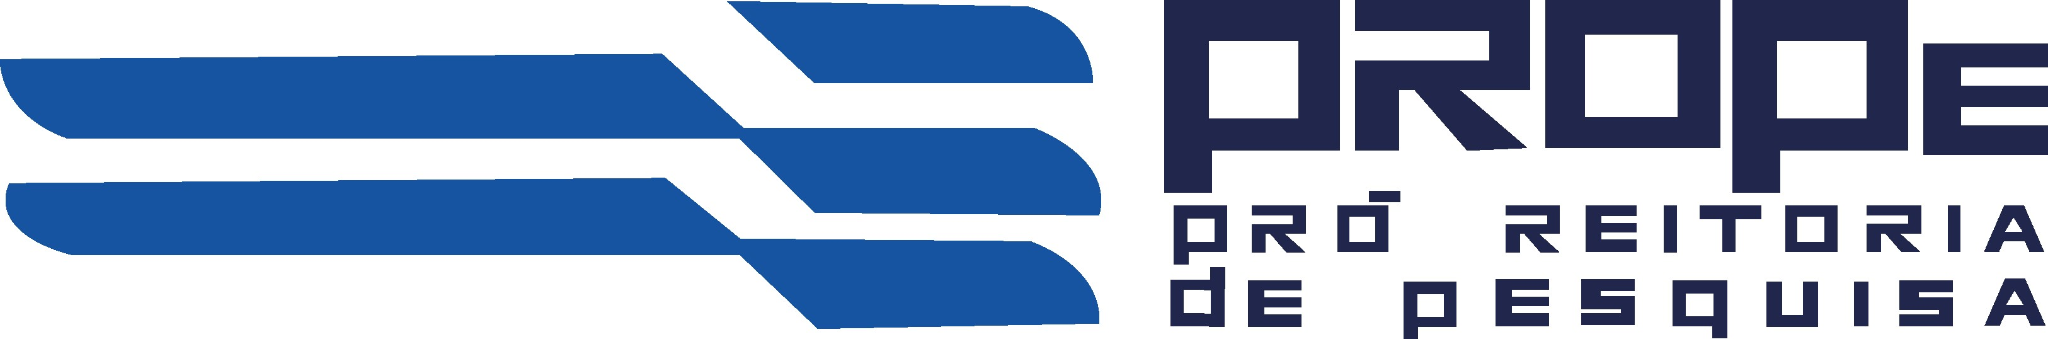 PROPE
PRÓ REITORIA
DE PESQUISA